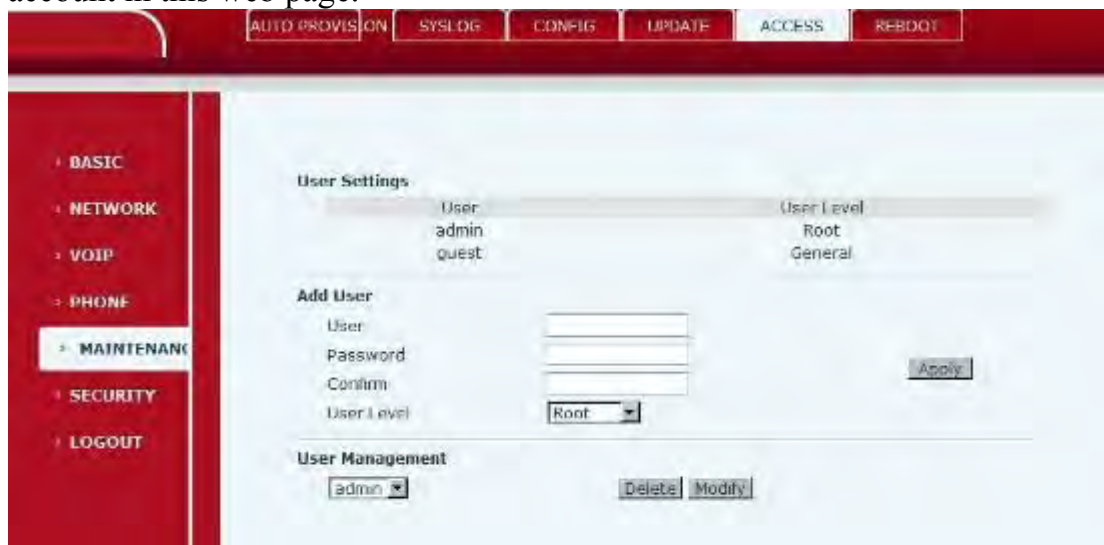 account in this web page.
AUTO PROVISION SYSLOG CONFIG UPDATE ACCESS REBOOT
BASIC
NETWORK
VOIP
PHONE
MAINTENANC
SECURITY
LOGOUT
User Settings
User User Level
admin Root
guest General
Add User
User
Password
Confirm
User Level Root
Apply
User Management
admin Delete Modify